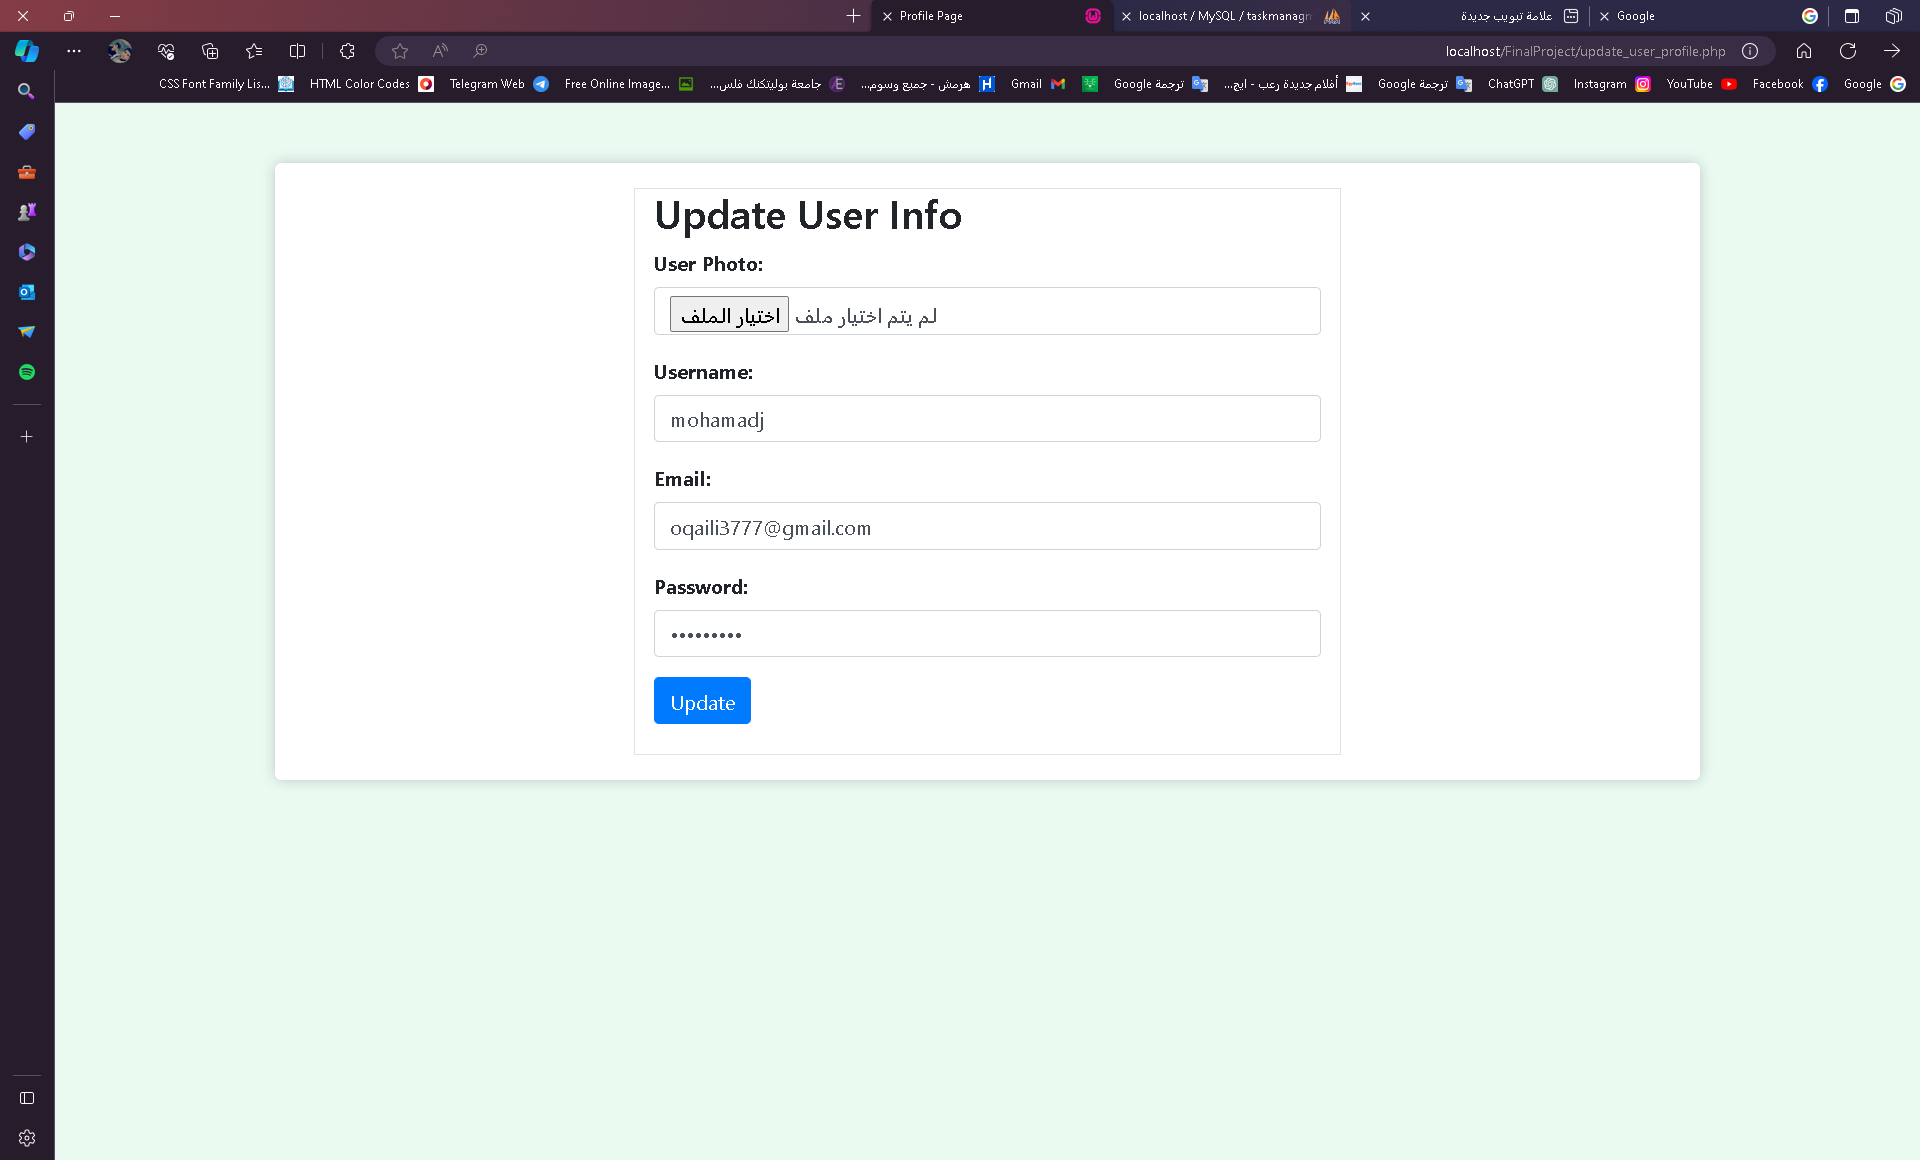 Profile Page
localhost / MySQL / taskmanagn
علامة تبويب جديدة
Google
localhost/FinalProject/update_user_profile.php
CSS Font Family Lis...
HTML Color Codes
Telegram Web
Free Online Image...
جامعة بوليتكنك فلس...
هرمش - جميع وسوم...
Gmail
ترجمة Google
أفلام جديدة رعب - ايج...
ترجمة Google
ChatGPT
Instagram
YouTube
Facebook
Google
Update User Info
User Photo:
اختيار الملف لم يتم اختيار ملف
Username:
mohamadj
Email:
oqaili3777@gmail.com
Password:
•••••••••
Update